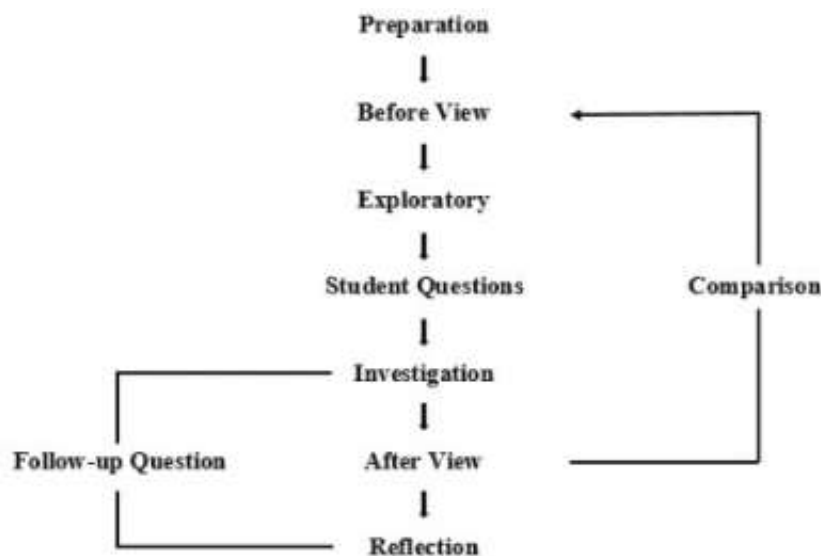 Preparation
Before View
Exploratory
Student Questions
Comparison
Investigation
Follow-up Question
After View
Reflection